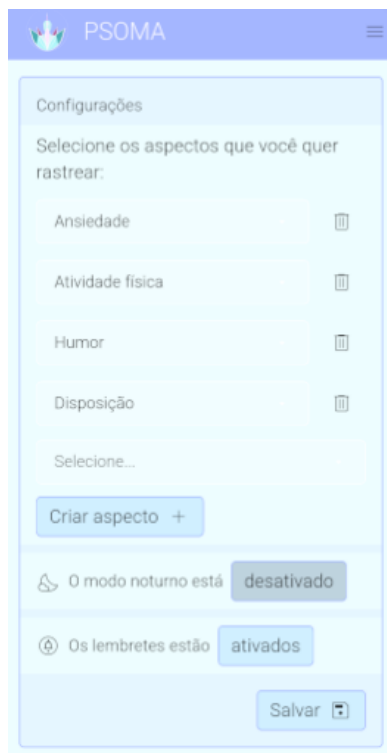 PSOMA
Configurações
Selecione os aspectos que você quer
rastrear:
Ansiedade
Atividade física
Humor
Disposição
Selecione...
Criar aspecto +
O modo noturno está desativado
Os lembretes estão ativados
Salvar